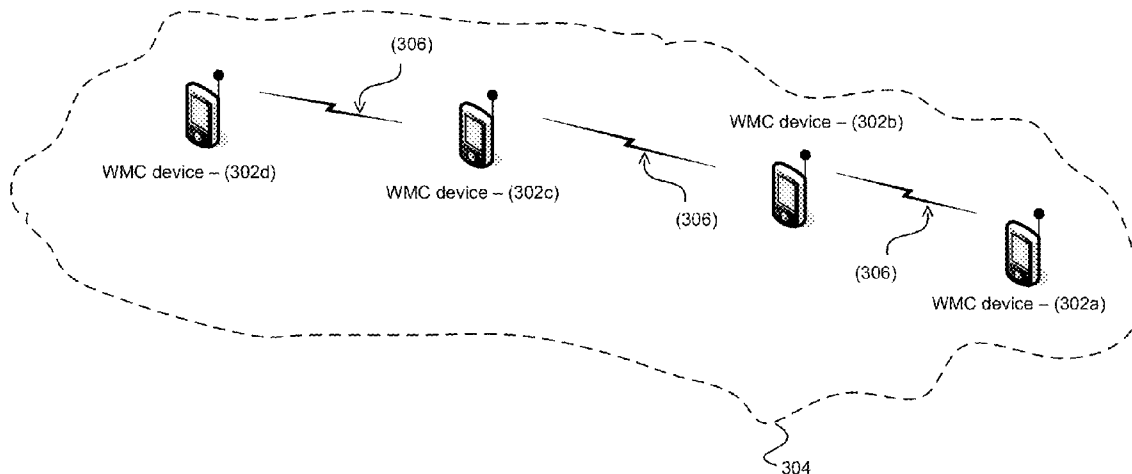 (306)
WMC device – (302b)
WMC device – (302d)
WMC device – (302c)
(306)
(306)
WMC device – (302a)
304